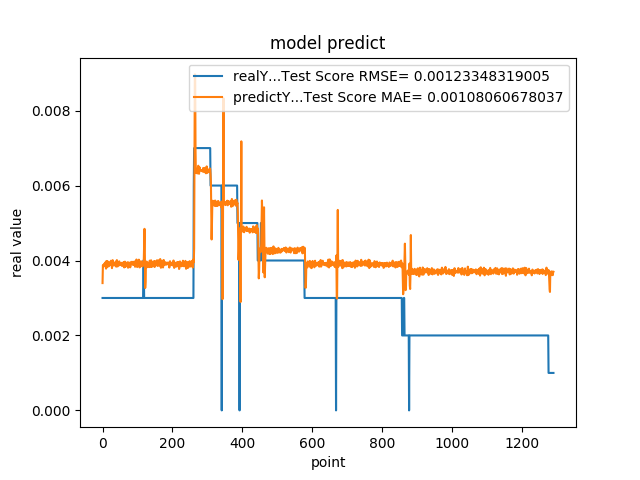 model predict
realY...Test Score RMSE= 0.00123348319005
predictY...Test Score MAE= 0.00108060678037
real value
0.008
0.006
0.004
0.002
0.000
0 200 400 600 800 1000 1200
point